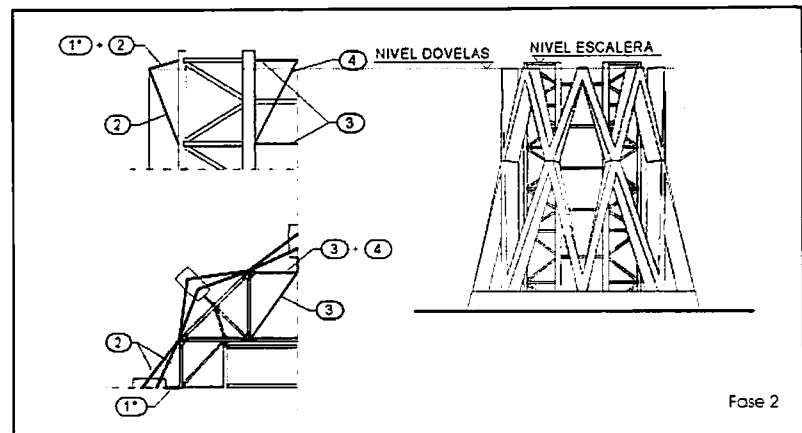 1* + 2
4
2
3
NIVEL DOVELAS
NIVEL ESCALERA
3 + 4
3
2
1*
Fase 2